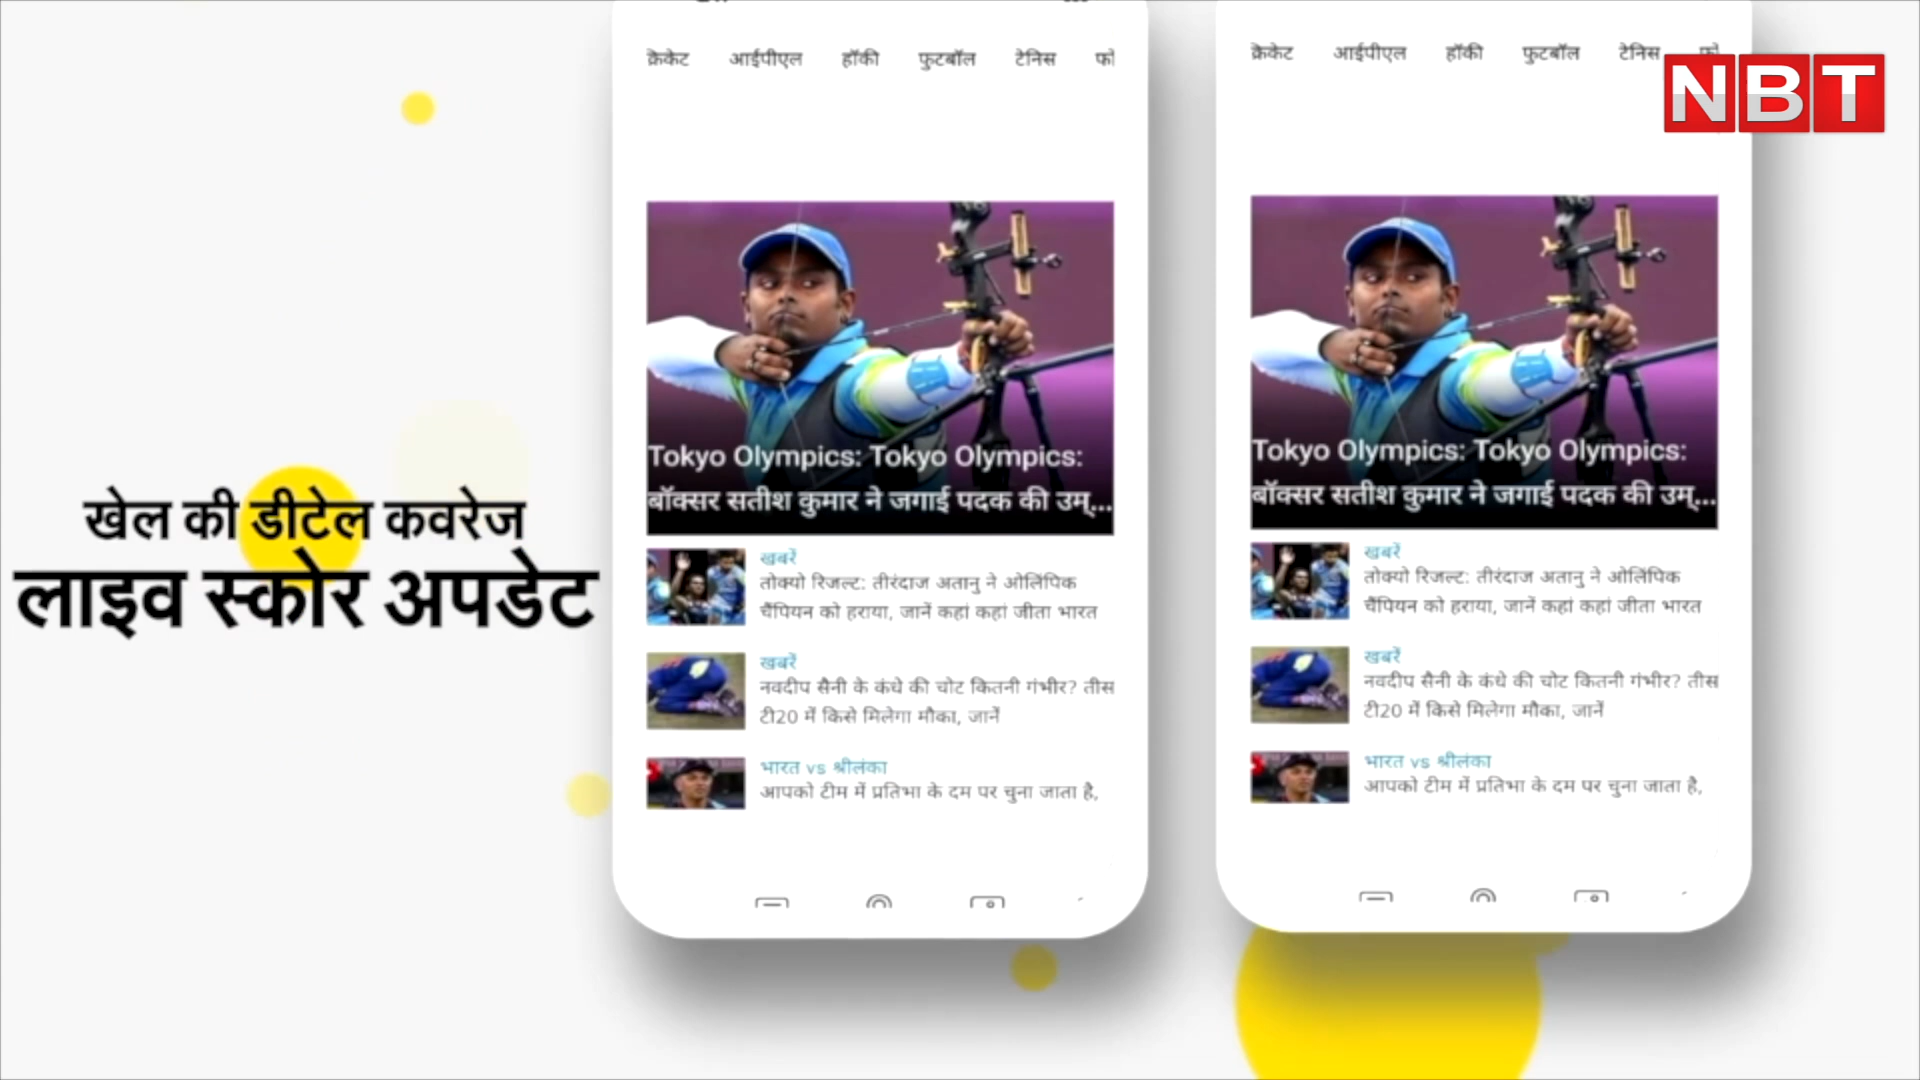 खेल की डीटेल कवरेज
लाइव स्कोर अपडेट
क्रिकेट आईपीएल हॉकी फुटबॉल टेनिस
Tokyo Olympics: Tokyo Olympics:
बॉक्सर सतीश कुमार ने जगाई पदक की उम्...
खबरें
तोक्यो रिजल्ट: तीरंदाज अतानु ने ओलिंपिक
चैंपियन को हराया, जानें कहां कहां जीता भारत
खबरें
नवदीप सैनी के कंधे की चोट कितनी गंभीर? तीस
टी20 में किसे मिलेगा मौका, जानें
भारत vs श्रीलंका
आपको टीम में प्रतिभा के दम पर चुना जाता है,
क्रिकेट आईपीएल हॉकी फुटबॉल टेनिस
NBT
Tokyo Olympics: Tokyo Olympics:
बॉक्सर सतीश कुमार ने जगाई पदक की उम्...
खबरें
तोक्यो रिजल्ट: तीरंदाज अतानु ने ओलिंपिक
चैंपियन को हराया, जानें कहां कहां जीता भारत
खबरें
नवदीप सैनी के कंधे की चोट कितनी गंभीर? तीस
टी20 में किसे मिलेगा मौका, जानें
भारत vs श्रीलंका
आपको टीम में प्रतिभा के दम पर चुना जाता है,